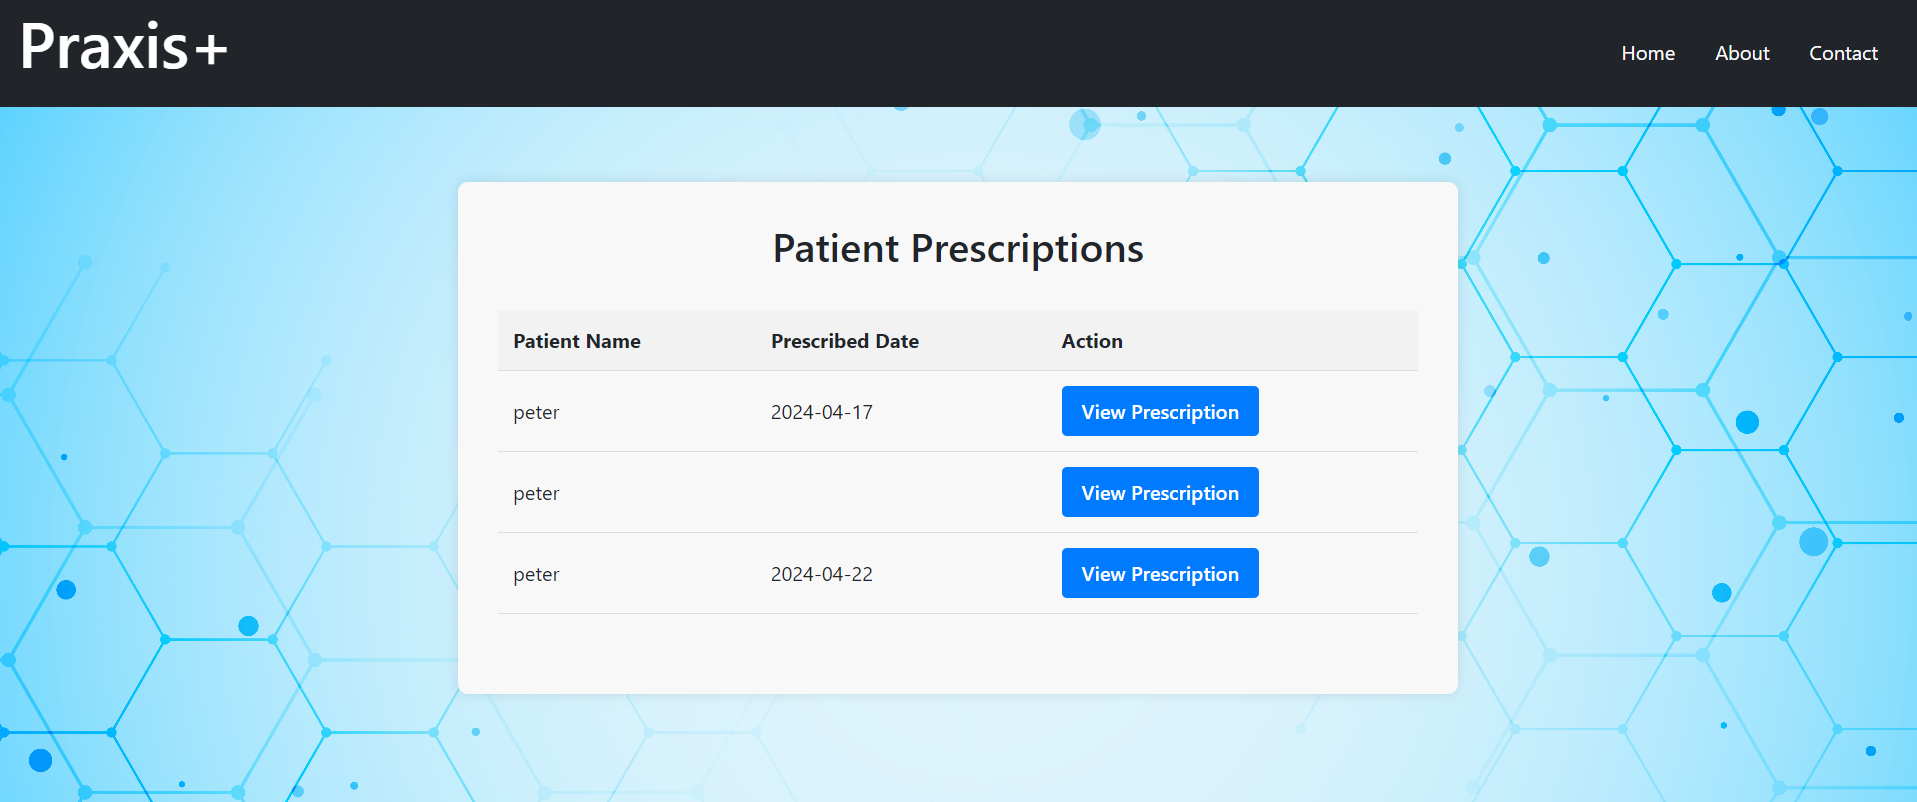 Praxis+
Home About Contact
Patient Prescriptions
Patient Name Prescribed Date Action
peter 2024-04-17 View Prescription
peter View Prescription
peter 2024-04-22 View Prescription